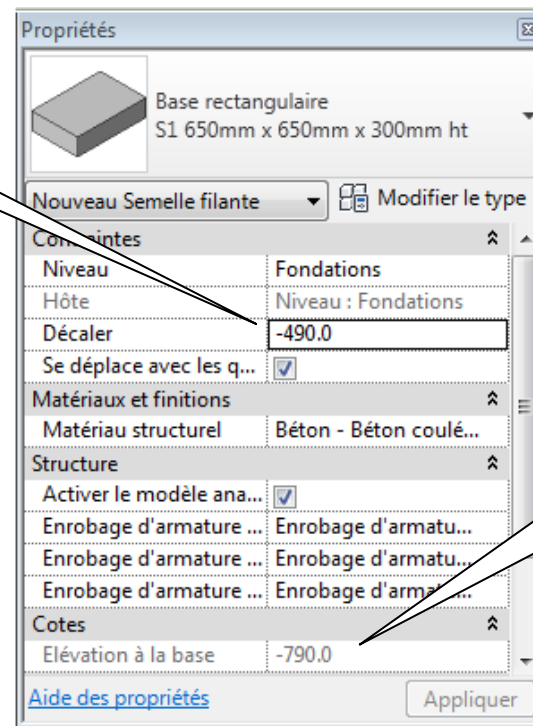 Propriétés
Base rectangulaire
S1 650mm x 650mm x 300mm ht
Nouveau Semelle filante
Modifier le type
Contraintes
Niveau Fondations
Hôte Niveau : Fondations
Décaler -490.0
Se déplace avec les q...
Matériaux et finitions
Matériau structurel Béton - Béton coulé...
Structure
Activer le modèle ana...
Enrobage d'armature ... Enrobage d'armatu...
Enrobage d'armature ... Enrobage d'armatu...
Enrobage d'armature ... Enrobage d'armatu...
Cotes
Elévation à la base -790.0
Aide des propriétés Appliquer